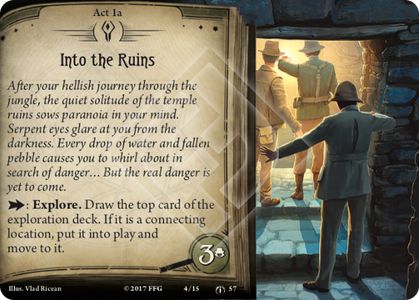 Act 1a
Into the Ruins
After your hellish journey through the
jungle, the quiet solitude of the temple
ruins sows paranoia in your mind.
Serpent eyes glare at you from the
darkness. Every drop of water and fallen
pebble causes you to whirl about in
search of danger… But the real danger is
yet to come.
: Explore. Draw the top card of the
exploration deck. If it is a connecting
location, put it into play and
move to it.
3
Illus. Vlad Ricean
© 2017 FFG
4/15
57